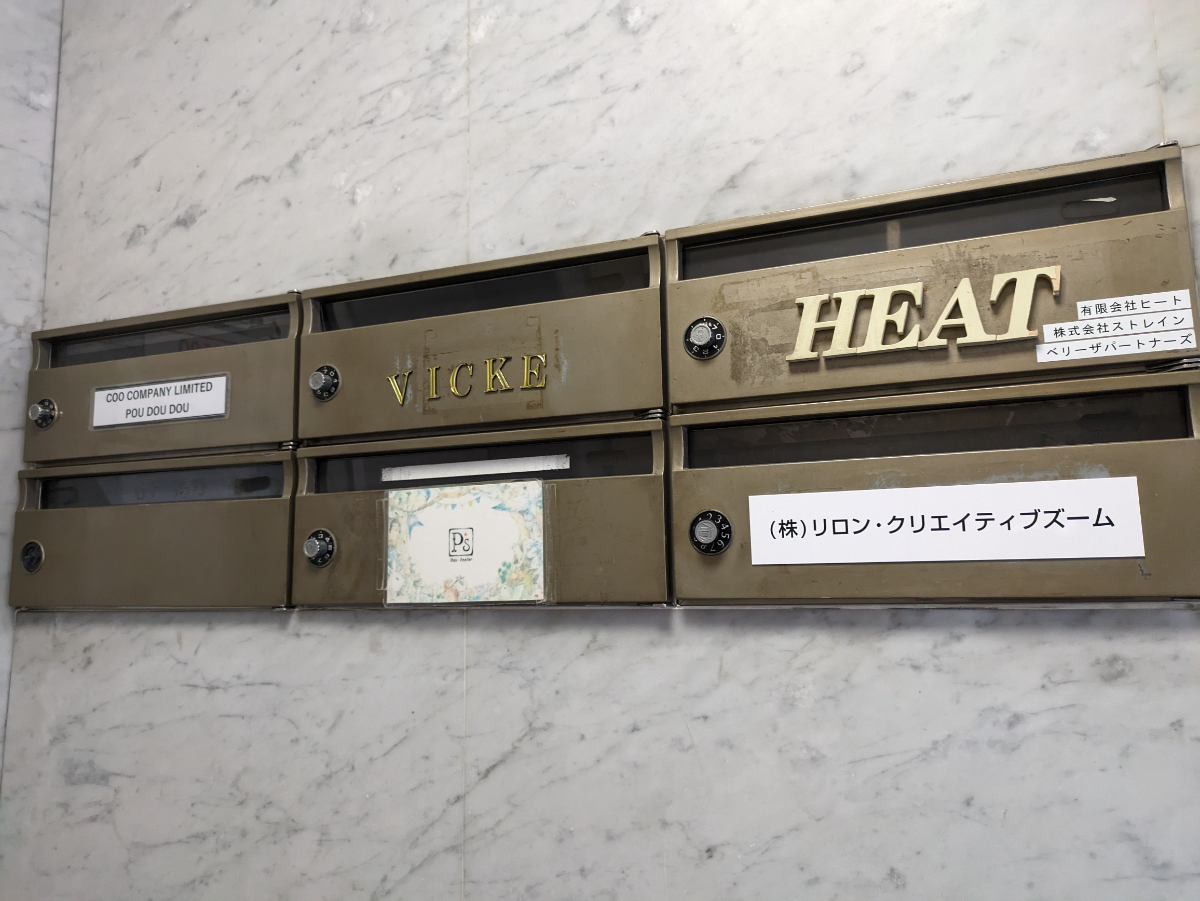 COO COMPANY LIMITED
POU DOU DOU
VICKE
HEAT
有限会社ヒート
株式会社ストレイン
ベリーザパートナーズ
P's
(株)リロン・クリエイティブズーム